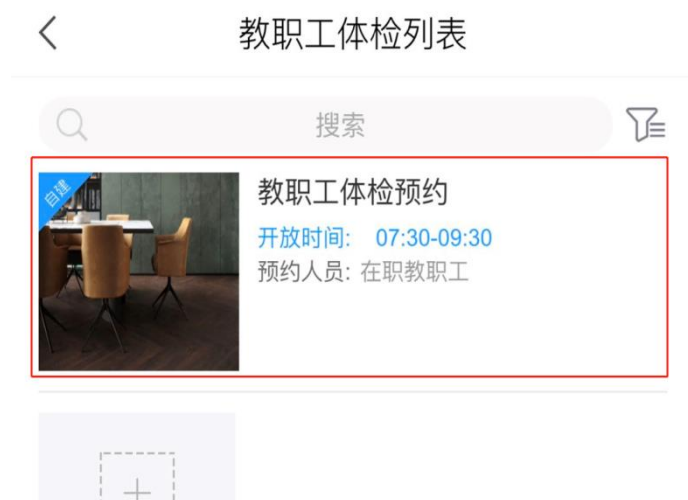 教职工体检列表
搜索
自建
教职工体检预约
开放时间: 07:30-09:30
预约人员: 在职教职工